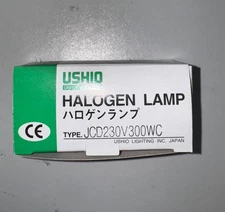 USHIO
HALOGEN LAMP
ハロゲンランプ
CE
TYPE. JCD230V300WC
USHIO LIGHTING INC. JAPAN